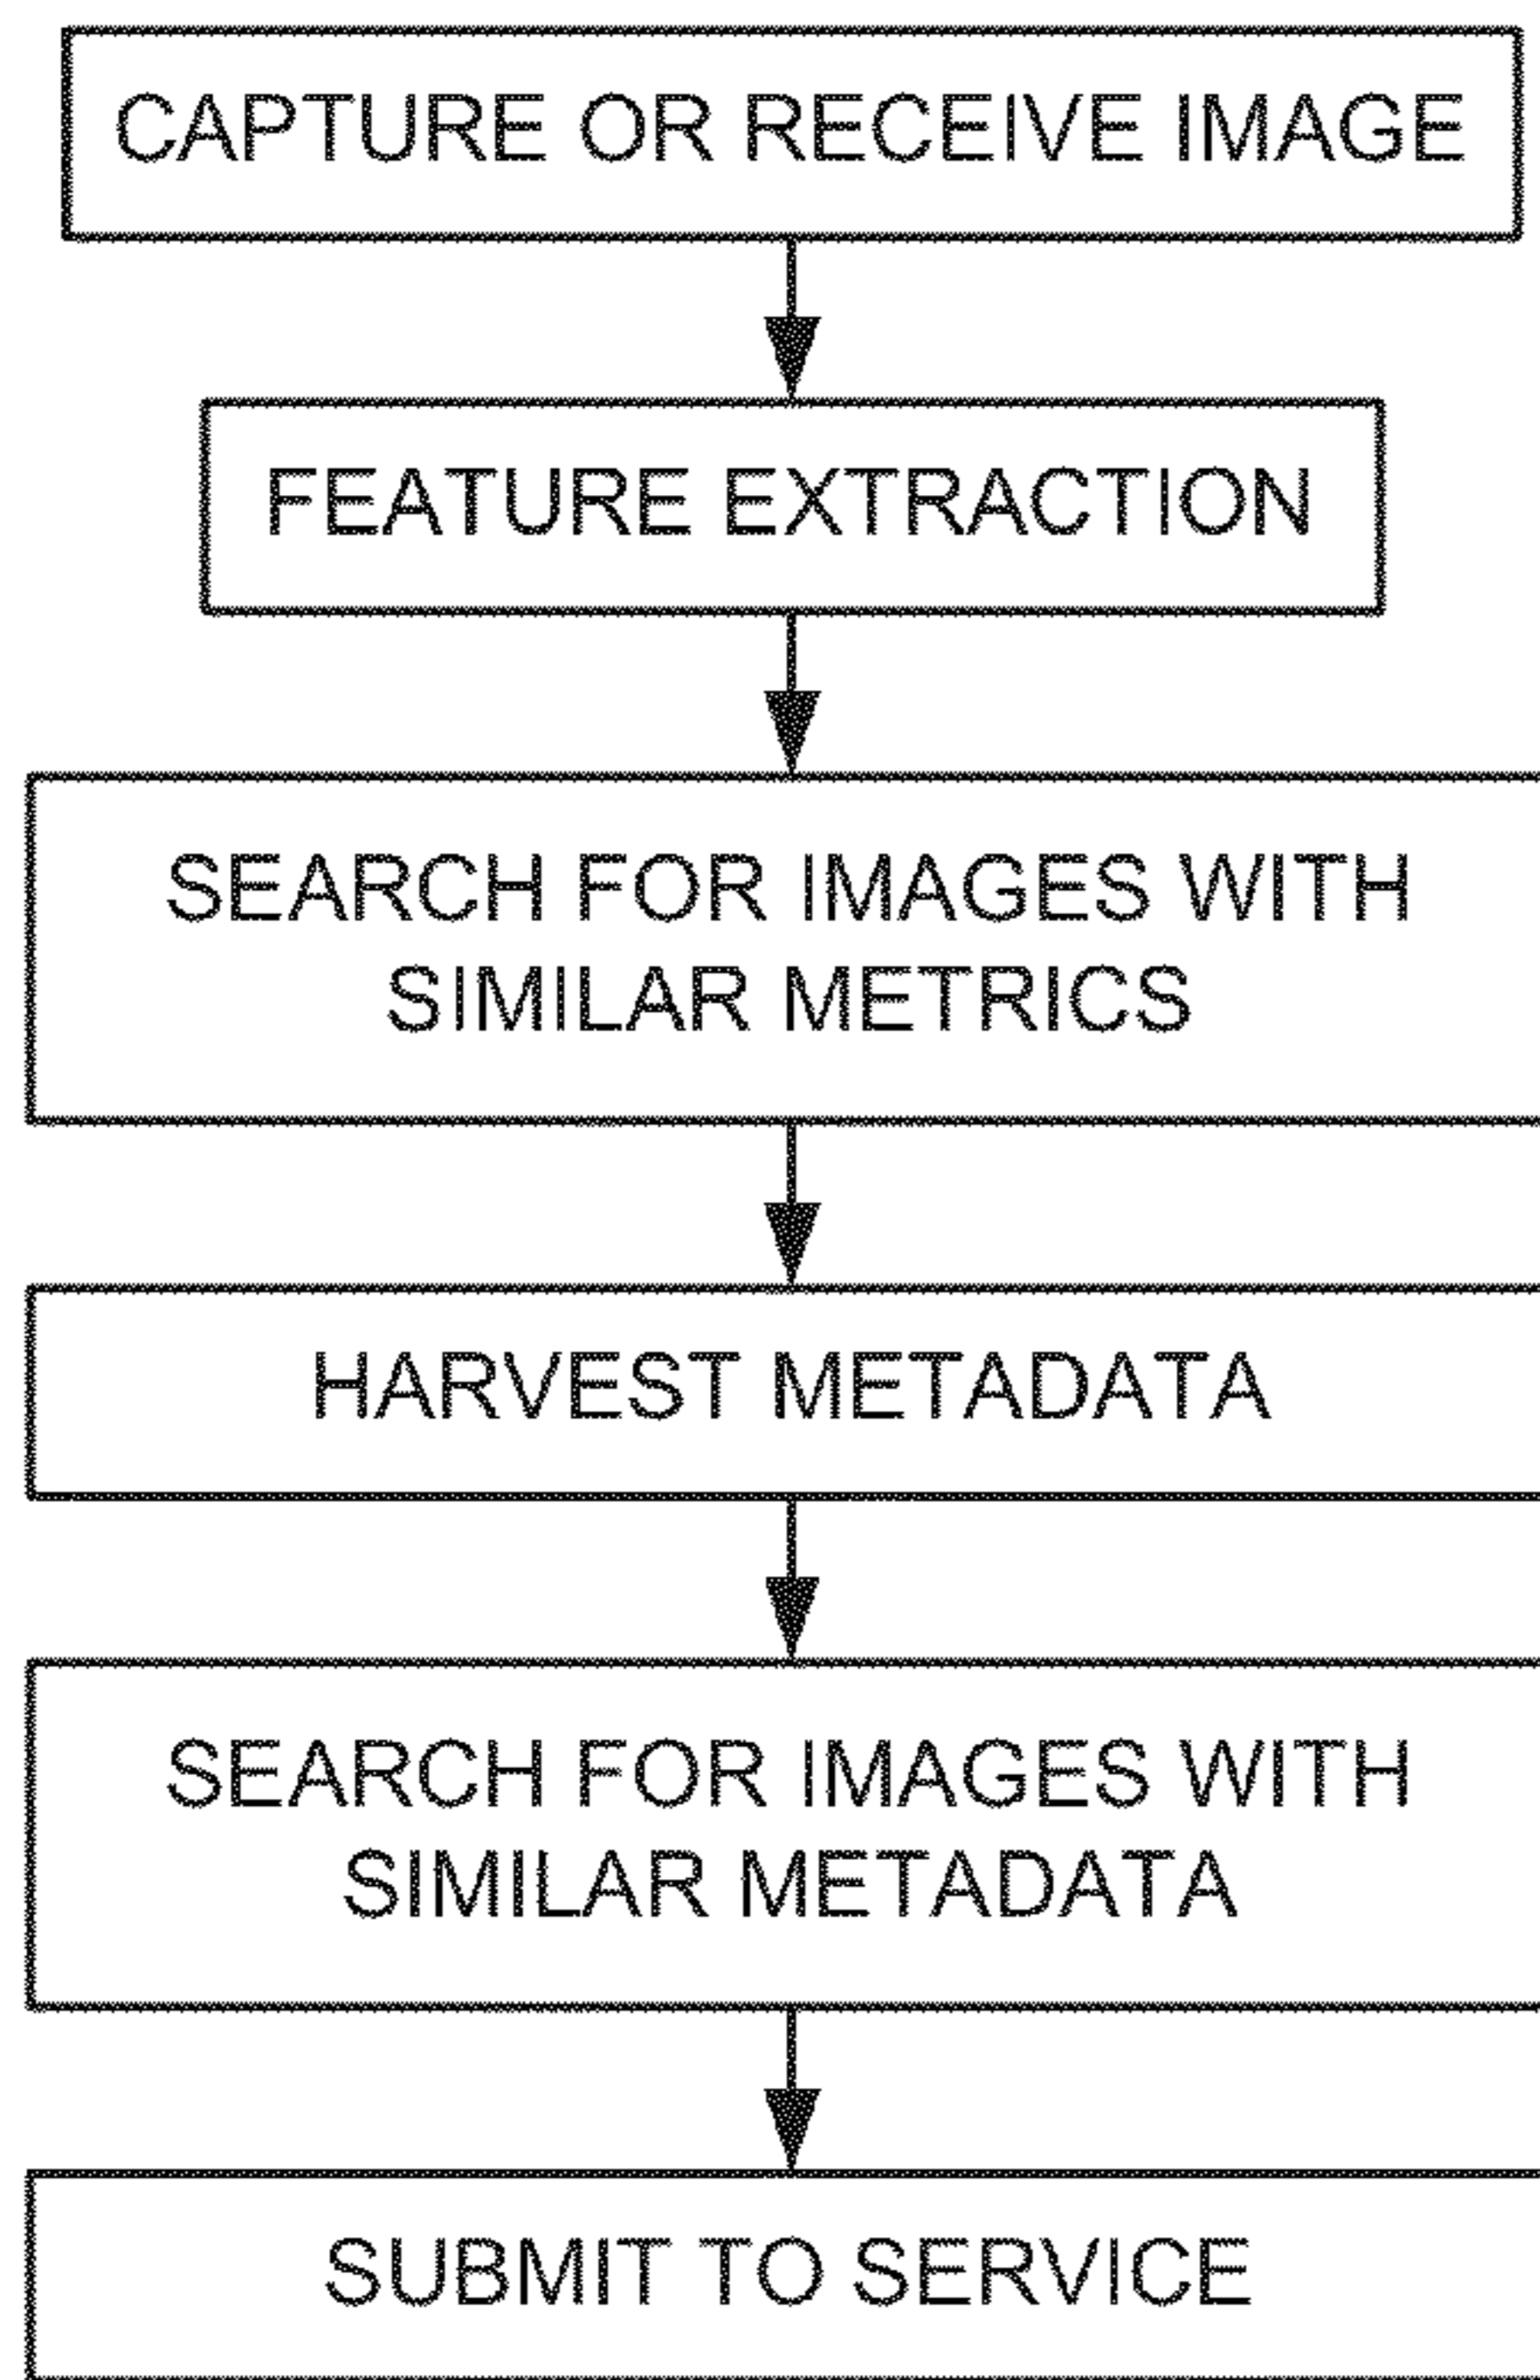 CAPTURE OR RECEIVE IMAGE
FEATURE EXTRACTION
SEARCH FOR IMAGES WITH
SIMILAR METRICS
HARVEST METADATA
SEARCH FOR IMAGES WITH
SIMILAR METADATA
SUBMIT TO SERVICE